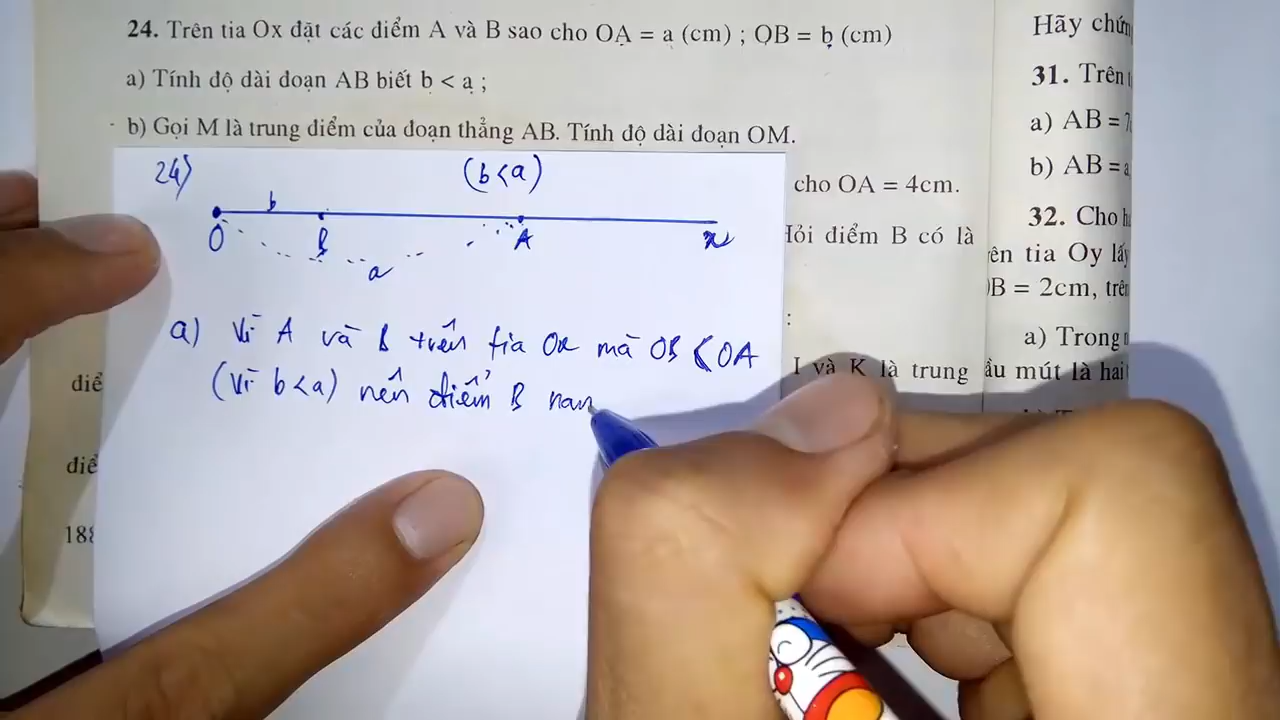 24. Trên tia Ox đặt các điểm A và B sao cho OA = a (cm) ; OB = b (cm)
a) Tính độ dài đoạn AB biết b < a ;
b) Gọi M là trung điểm của đoạn thẳng AB. Tính độ dài đoạn OM.
24)
(b<a)
b
O B A x
a
a) Vì A và B trên tia Ox mà OB < OA
(Vì b<a) nên điểm B nằm
cho OA = 4cm.
Hỏi điểm B có là
:
I và K là trung
điể
điể
188
Hãy chứn
31. Trên t
a) AB = 7
b) AB = a
32. Cho h
rên tia Oy lấy
OB = 2cm, trên
a) Trong
ầu mút là hai